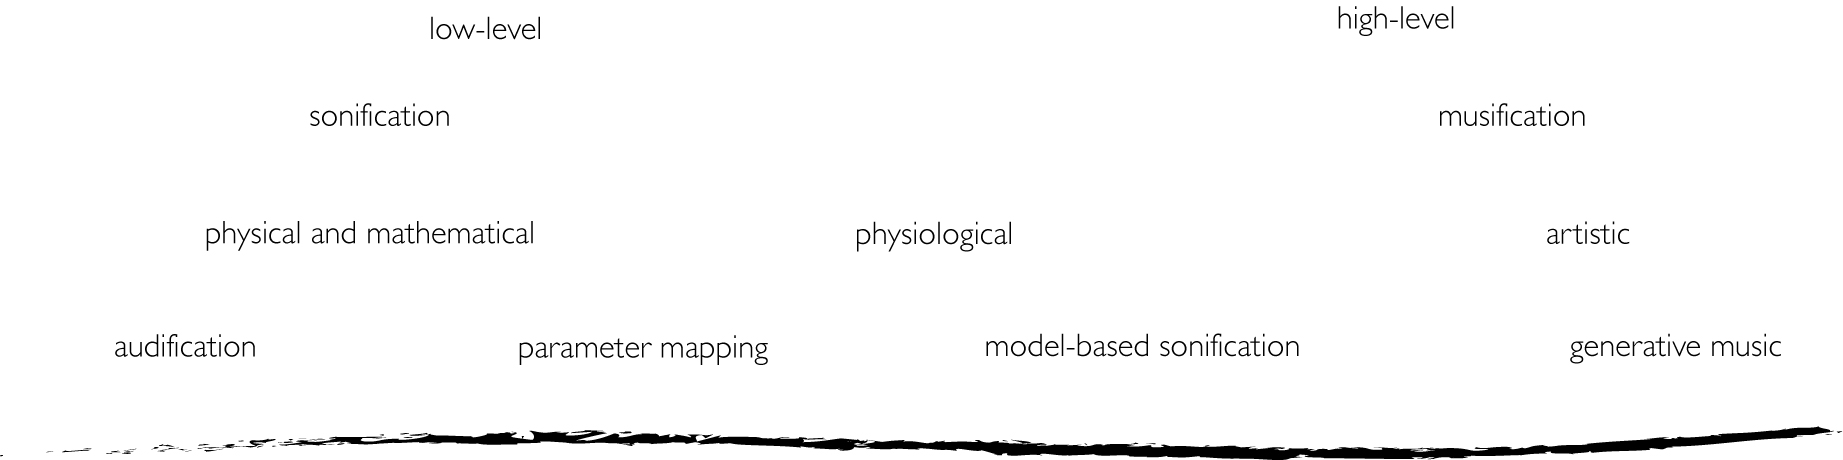 low-level high-level
sonification musification
physical and mathematical physiological artistic
audification parameter mapping model-based sonification generative music